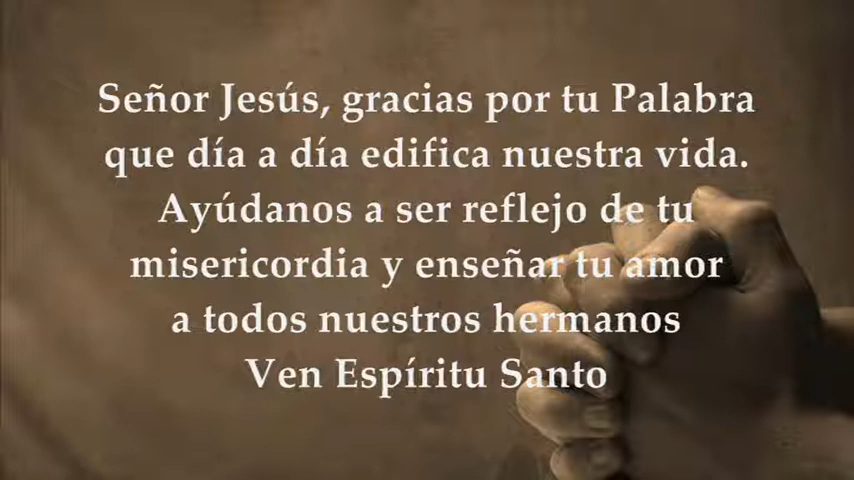 Señor Jesús, gracias por tu Palabra
que día a día edifica nuestra vida.
Ayúdanos a ser reflejo de tu
misericordia y enseñar tu amor
a todos nuestros hermanos
Ven Espíritu Santo